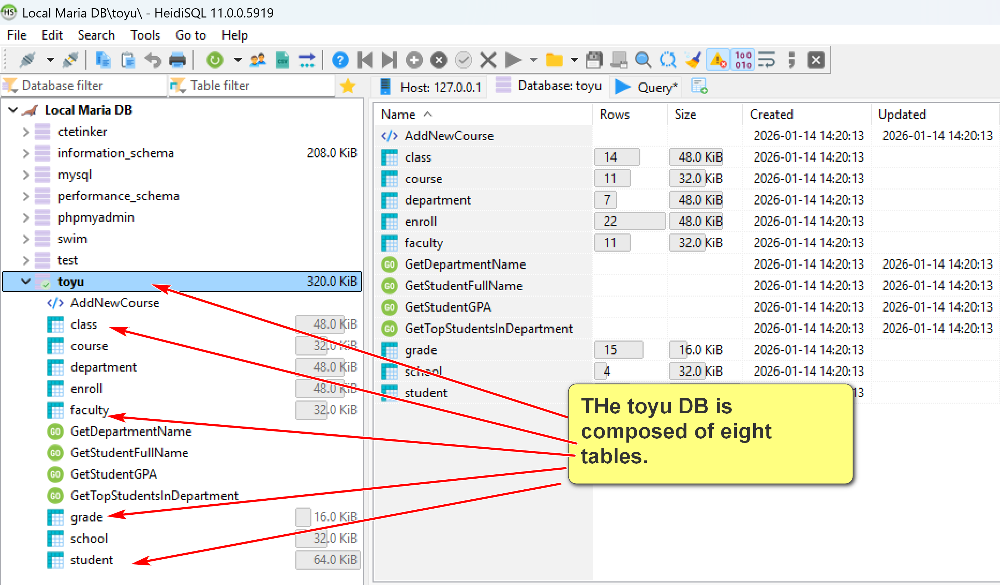 Local Maria DB\toyu\ - HeidiSQL 11.0.0.5919
File Edit Search Tools Go to Help
Database filter Table filter Host: 127.0.0.1 Database: toyu Query*
Local Maria DB
ctetinker
information_schema 208.0 KiB
mysql
performance_schema
phpmyadmin
swim
test
toyu 320.0 KiB
AddNewCourse
class 48.0 KiB
course 32.0 KiB
department 48.0 KiB
enroll 48.0 KiB
faculty 32.0 KiB
GetDepartmentName
GetStudentFullName
GetStudentGPA
GetTopStudentsInDepartment
grade 16.0 KiB
school 32.0 KiB
student 64.0 KiB
Name Rows Size Created Updated
AddNewCourse 2026-01-14 14:20:13 2026-01-14 14:20:13
class 14 48.0 KiB 2026-01-14 14:20:13
course 11 32.0 KiB 2026-01-14 14:20:13
department 7 48.0 KiB 2026-01-14 14:20:13
enroll 22 48.0 KiB 2026-01-14 14:20:13
faculty 11 32.0 KiB 2026-01-14 14:20:13
GetDepartmentName 2026-01-14 14:20:13 2026-01-14 14:20:13
GetStudentFullName 2026-01-14 14:20:13 2026-01-14 14:20:13
GetStudentGPA 2026-01-14 14:20:13 2026-01-14 14:20:13
GetTopStudentsInDepartment 2026-01-14 14:20:13 2026-01-14 14:20:13
grade 15 16.0 KiB 2026-01-14 14:20:13
school 4 32.0 KiB 2026-01-14 14:20:13
student 13
THe toyu DB is
composed of eight
tables.